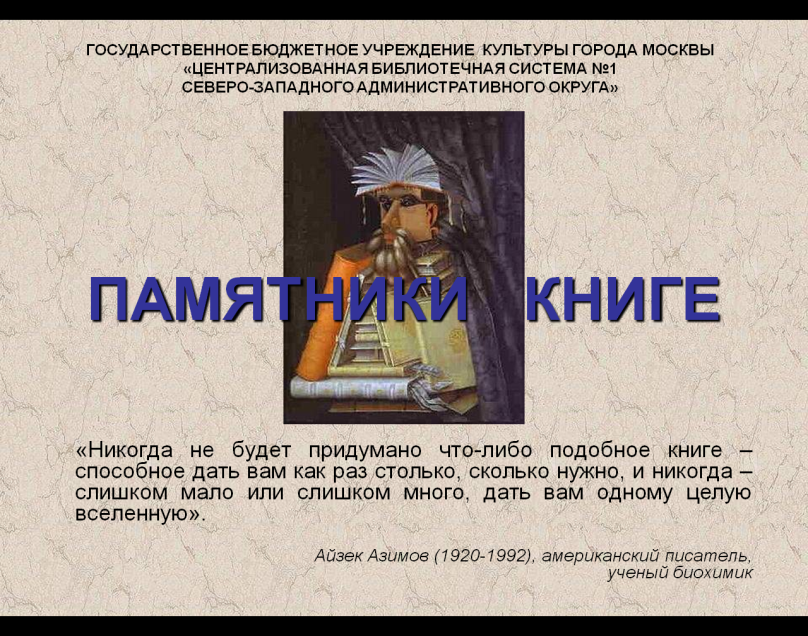 ГОСУДАРСТВЕННОЕ БЮДЖЕТНОЕ УЧРЕЖДЕНИЕ КУЛЬТУРЫ ГОРОДА МОСКВЫ
«ЦЕНТРАЛИЗОВАННАЯ БИБЛИОТЕЧНАЯ СИСТЕМА №1
СЕВЕРО-ЗАПАДНОГО АДМИНИСТРАТИВНОГО ОКРУГА»
ПАМЯТНИКИ КНИГЕ
«Никогда не будет придумано что-либо подобное книге –
способное дать вам как раз столько, сколько нужно, и никогда –
слишком мало или слишком много, дать вам одному целую
вселенную».
Айзек Азимов (1920-1992), американский писатель,
ученый биохимик